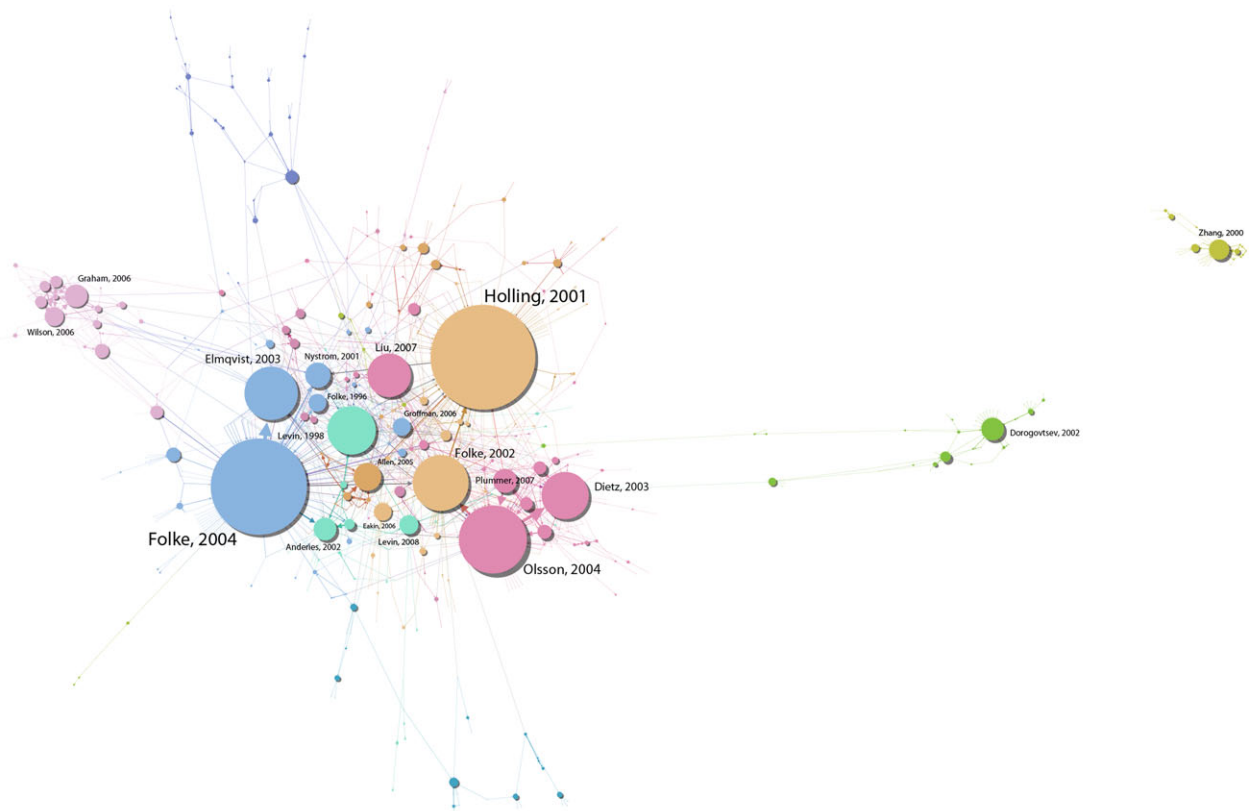 Zhang, 2000
Graham, 2006
Holling, 2001
Wilson, 2006
Liu, 2007
Elmqvist, 2003
Nystrom, 2001
Folke, 1996
Groffman, 2006
Levin, 1998
Dorogovtsev, 2002
Folke, 2002
Allen, 2005
Plummer, 2007
Dietz, 2003
Eakin, 2006
Folke, 2004
Levin, 2008
Anderies, 2002
Olsson, 2004